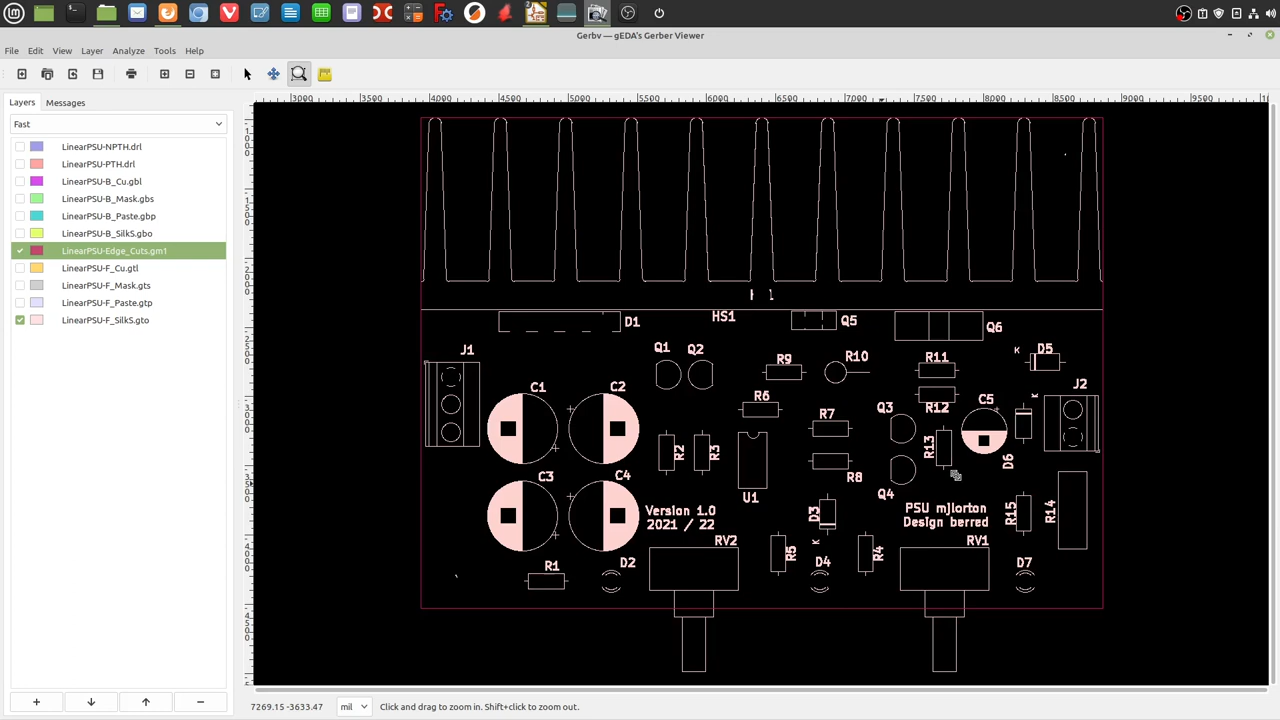 Gerbv — gEDA's Gerber Viewer
File Edit View Layer Analyze Tools Help
Layers Messages
Fast
LinearPSU-NPTH.drl
LinearPSU-PTH.drl
LinearPSU-B_Cu.gbl
LinearPSU-B_Mask.gbs
LinearPSU-B_Paste.gbp
LinearPSU-B_SilkS.gbo
LinearPSU-Edge_Cuts.gm1
LinearPSU-F_Cu.gtl
LinearPSU-F_Mask.gts
LinearPSU-F_Paste.gtp
LinearPSU-F_SilkS.gto
3000 3500 4000 4500 5000 5500 6000 6500 7000 7500 8000 8500 9000 9500
D1 HS1 Q5 Q6
J1 Q1 Q2 R9 R10 R11 K D5
C1 C2 R6 R7 Q3 R12 C5 K J2
R2 R3 R8 R13 D6
C3 C4 U1 Q4
Version 1.0
2021 / 22
D3 K
PSU mjlorton
Design berred
R15 R14
RV2 R5 R4 RV1
R1 D2 D4 D7
7269.15 -3633.47 mil Click and drag to zoom in. Shift+click to zoom out.